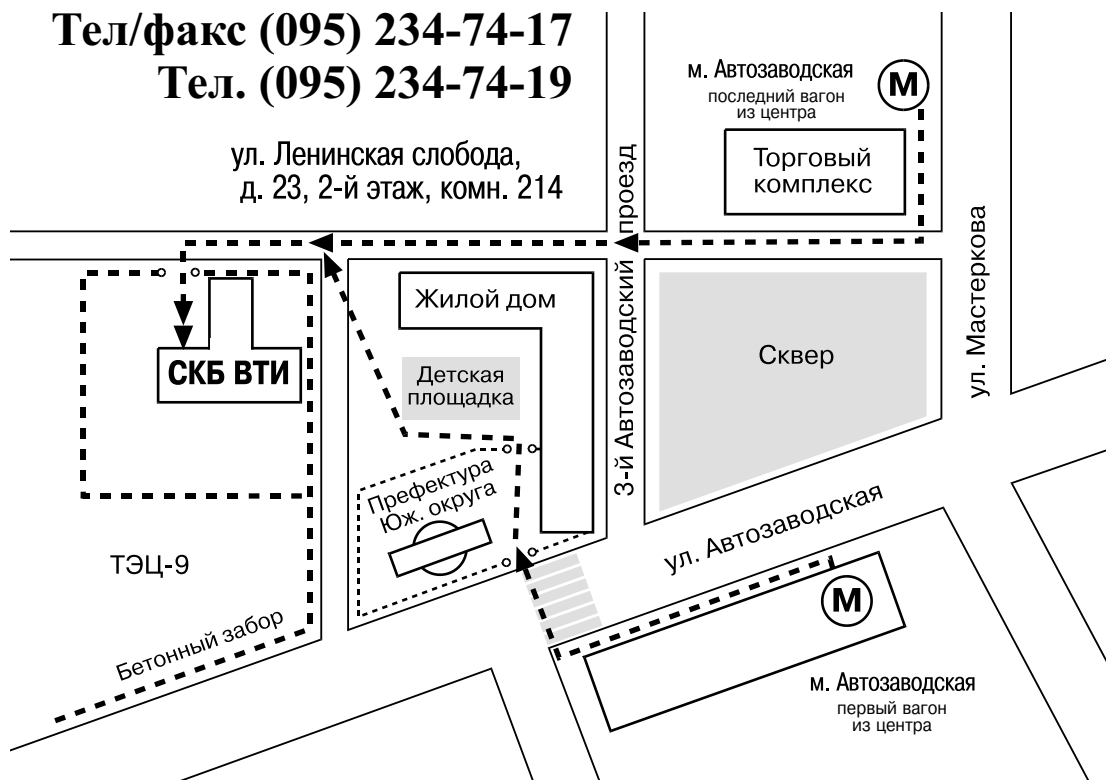 Тел/факс (095) 234-74-17
Тел. (095) 234-74-19
ул. Ленинская слобода,
д. 23, 2-й этаж, комн. 214
м. Автозаводская
последний вагон
из центра
М
Торговый
комплекс
3-й Автозаводский проезд
ул. Мастеркова
Жилой дом
Сквер
СКБ ВТИ
Детская
площадка
Префектура
Юж. округа
ул. Автозаводская
ТЭЦ-9
Бетонный забор
М
м. Автозаводская
первый вагон
из центра